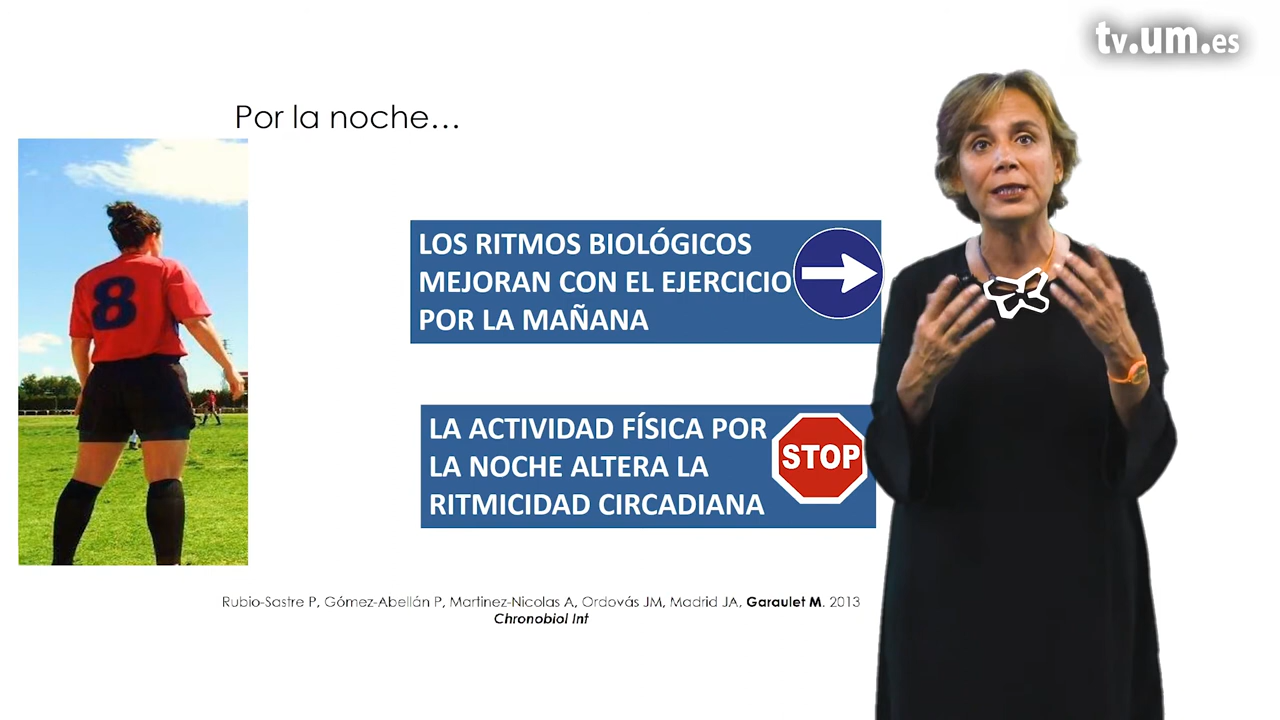 tv.um.es
Por la noche...
8
LOS RITMOS BIOLÓGICOS
MEJORAN CON EL EJERCICIO
POR LA MAÑANA
LA ACTIVIDAD FÍSICA POR
LA NOCHE ALTERA LA
RITMICIDAD CIRCADIANA
STOP
Rubio-Sastre P, Gómez-Abellán P, Martinez-Nicolas A, Ordovás JM, Madrid JA, Garaulet M. 2013
Chronobiol Int